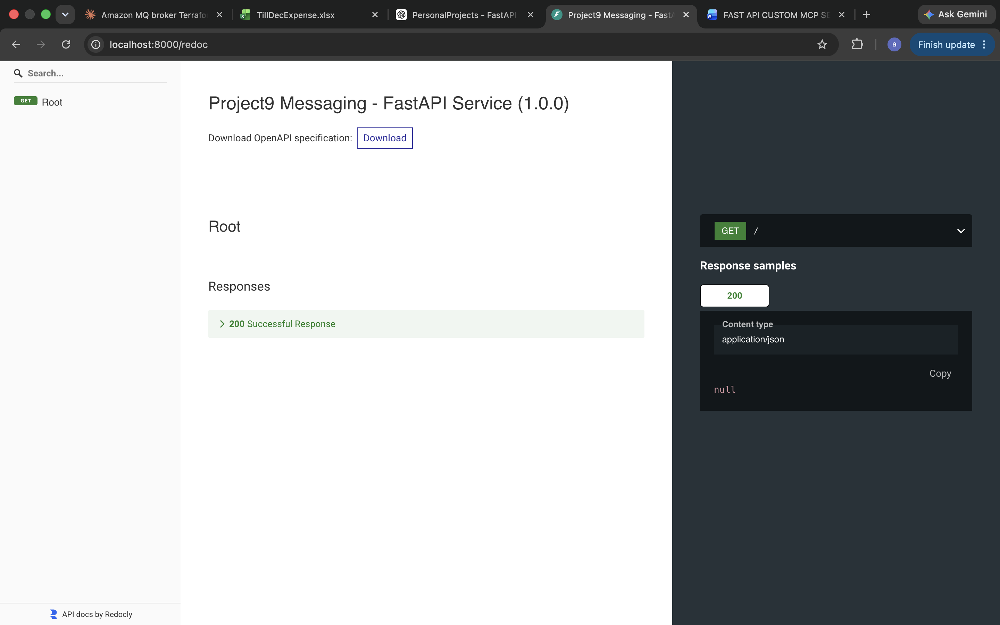 Amazon MQ broker Terrafo
TillDecExpense.xlsx
PersonalProjects - FastAPI
Project9 Messaging - FastA
FAST API CUSTOM MCP SE
Ask Gemini
localhost:8000/redoc
a
Finish update
Search...
GET Root
Project9 Messaging - FastAPI Service (1.0.0)
Download OpenAPI specification: Download
Root
GET /
Response samples
Responses
200
200 Successful Response
Content type
application/json
Copy
null
API docs by Redocly